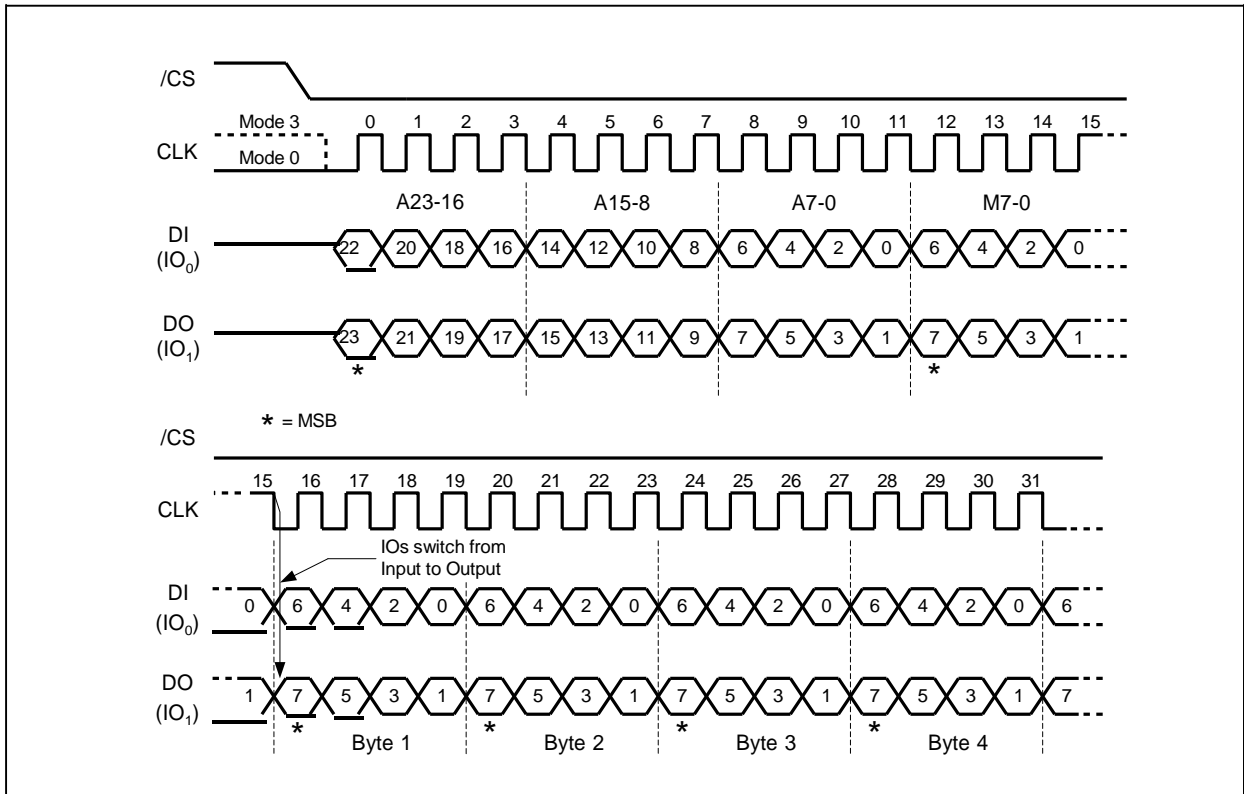 /CS
Mode 3 0 1 2 3 4 5 6 7 8 9 10 11 12 13 14 15
CLK
Mode 0
A23-16 A15-8 A7-0 M7-0
DI
22 20 18 16 14 12 10 8 6 4 2 0 6 4 2 0
(IO0)
DO
23 21 19 17 15 13 11 9 7 5 3 1 7 5 3 1
(IO1)
* *
* = MSB
/CS
15 16 17 18 19 20 21 22 23 24 25 26 27 28 29 30 31
CLK
IOs switch from
Input to Output
DI
0 6 4 2 0 6 4 2 0 6 4 2 0 6 4 2 0 6
(IO0)
DO
1 7 5 3 1 7 5 3 1 7 5 3 1 7 5 3 1 7
(IO1)
* * * *
Byte 1 Byte 2 Byte 3 Byte 4